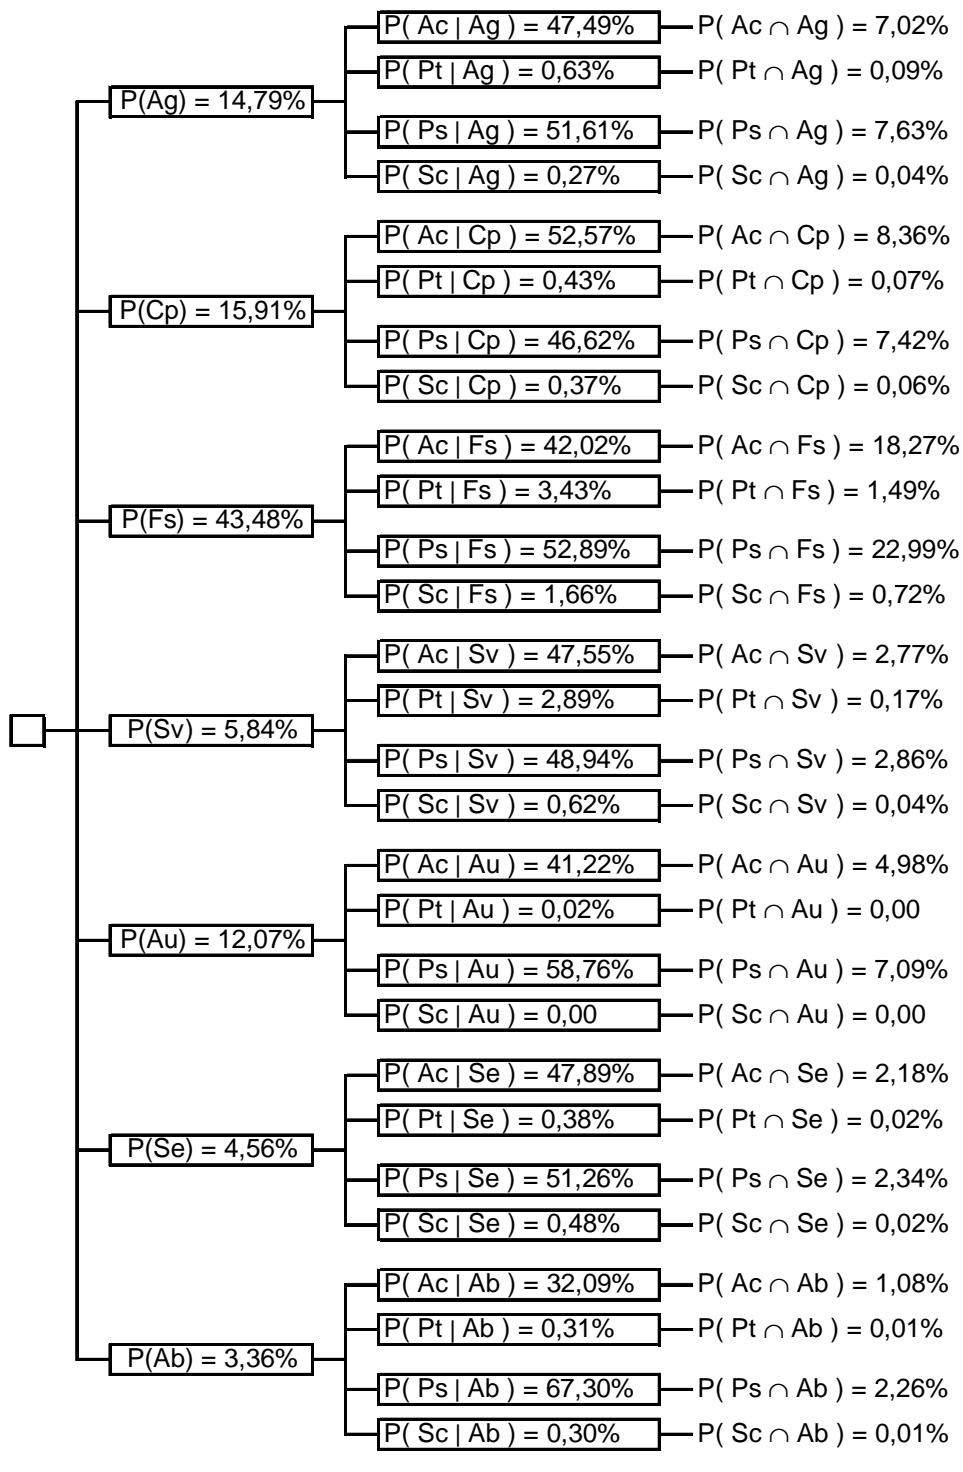 P( Ac | Ag ) = 47,49% P( Ac ∩ Ag ) = 7,02%
P( Pt | Ag ) = 0,63% P( Pt ∩ Ag ) = 0,09%
P(Ag) = 14,79%
P( Ps | Ag ) = 51,61% P( Ps ∩ Ag ) = 7,63%
P( Sc | Ag ) = 0,27% P( Sc ∩ Ag ) = 0,04%
P( Ac | Cp ) = 52,57% P( Ac ∩ Cp ) = 8,36%
P( Pt | Cp ) = 0,43% P( Pt ∩ Cp ) = 0,07%
P(Cp) = 15,91%
P( Ps | Cp ) = 46,62% P( Ps ∩ Cp ) = 7,42%
P( Sc | Cp ) = 0,37% P( Sc ∩ Cp ) = 0,06%
P( Ac | Fs ) = 42,02% P( Ac ∩ Fs ) = 18,27%
P( Pt | Fs ) = 3,43% P( Pt ∩ Fs ) = 1,49%
P(Fs) = 43,48%
P( Ps | Fs ) = 52,89% P( Ps ∩ Fs ) = 22,99%
P( Sc | Fs ) = 1,66% P( Sc ∩ Fs ) = 0,72%
P( Ac | Sv ) = 47,55% P( Ac ∩ Sv ) = 2,77%
P( Pt | Sv ) = 2,89% P( Pt ∩ Sv ) = 0,17%
P(Sv) = 5,84%
P( Ps | Sv ) = 48,94% P( Ps ∩ Sv ) = 2,86%
P( Sc | Sv ) = 0,62% P( Sc ∩ Sv ) = 0,04%
P( Ac | Au ) = 41,22% P( Ac ∩ Au ) = 4,98%
P( Pt | Au ) = 0,02% P( Pt ∩ Au ) = 0,00
P(Au) = 12,07%
P( Ps | Au ) = 58,76% P( Ps ∩ Au ) = 7,09%
P( Sc | Au ) = 0,00 P( Sc ∩ Au ) = 0,00
P( Ac | Se ) = 47,89% P( Ac ∩ Se ) = 2,18%
P( Pt | Se ) = 0,38% P( Pt ∩ Se ) = 0,02%
P(Se) = 4,56%
P( Ps | Se ) = 51,26% P( Ps ∩ Se ) = 2,34%
P( Sc | Se ) = 0,48% P( Sc ∩ Se ) = 0,02%
P( Ac | Ab ) = 32,09% P( Ac ∩ Ab ) = 1,08%
P( Pt | Ab ) = 0,31% P( Pt ∩ Ab ) = 0,01%
P(Ab) = 3,36%
P( Ps | Ab ) = 67,30% P( Ps ∩ Ab ) = 2,26%
P( Sc | Ab ) = 0,30% P( Sc ∩ Ab ) = 0,01%